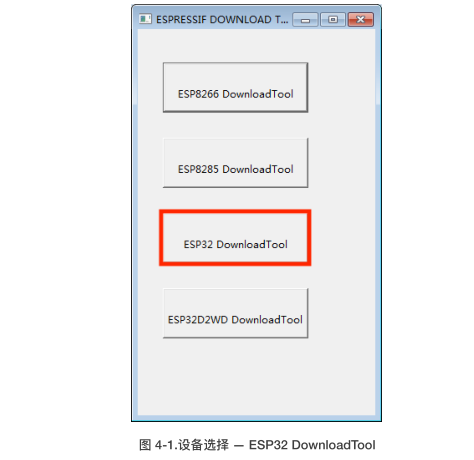 ESPRESSIF DOWNLOAD T...
ESP8266 DownloadTool
ESP8285 DownloadTool
ESP32 DownloadTool
ESP32D2WD DownloadTool
图 4-1.设备选择 — ESP32 DownloadTool